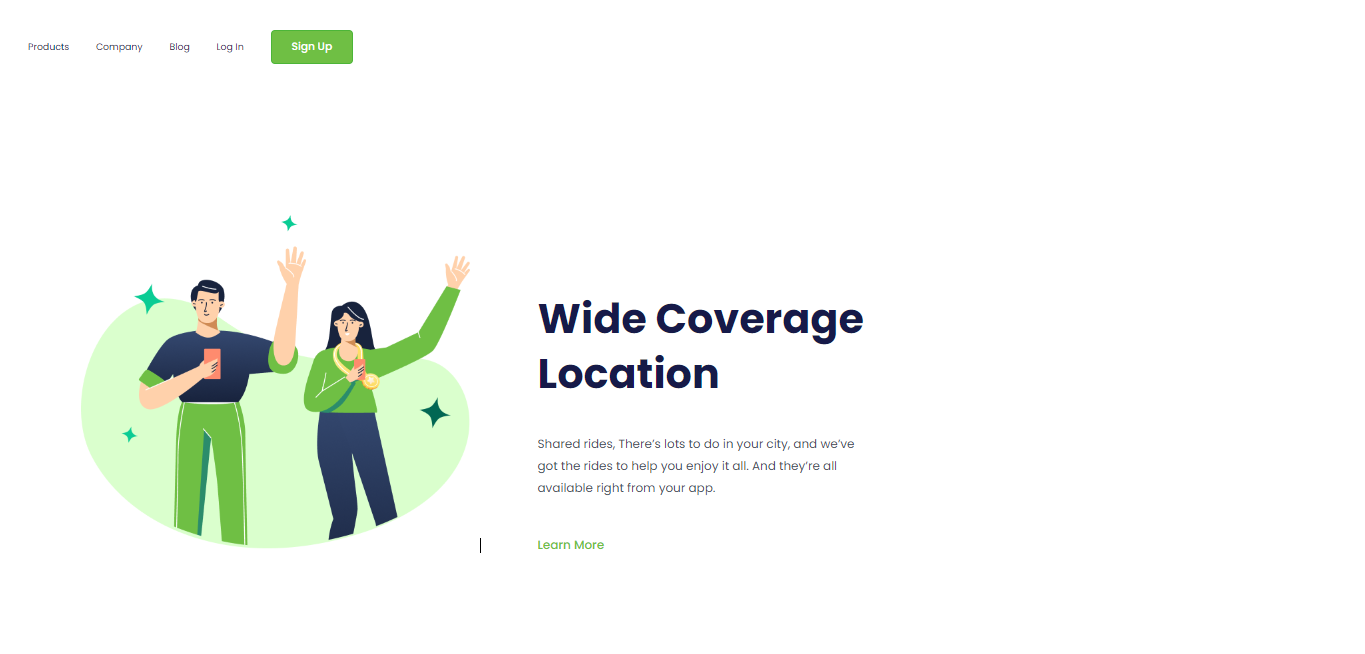 Products Company Blog Log In Sign Up
Wide Coverage
Location
Shared rides, There's lots to do in your city, and we've
got the rides to help you enjoy it all. And they're all
available right from your app.
Learn More